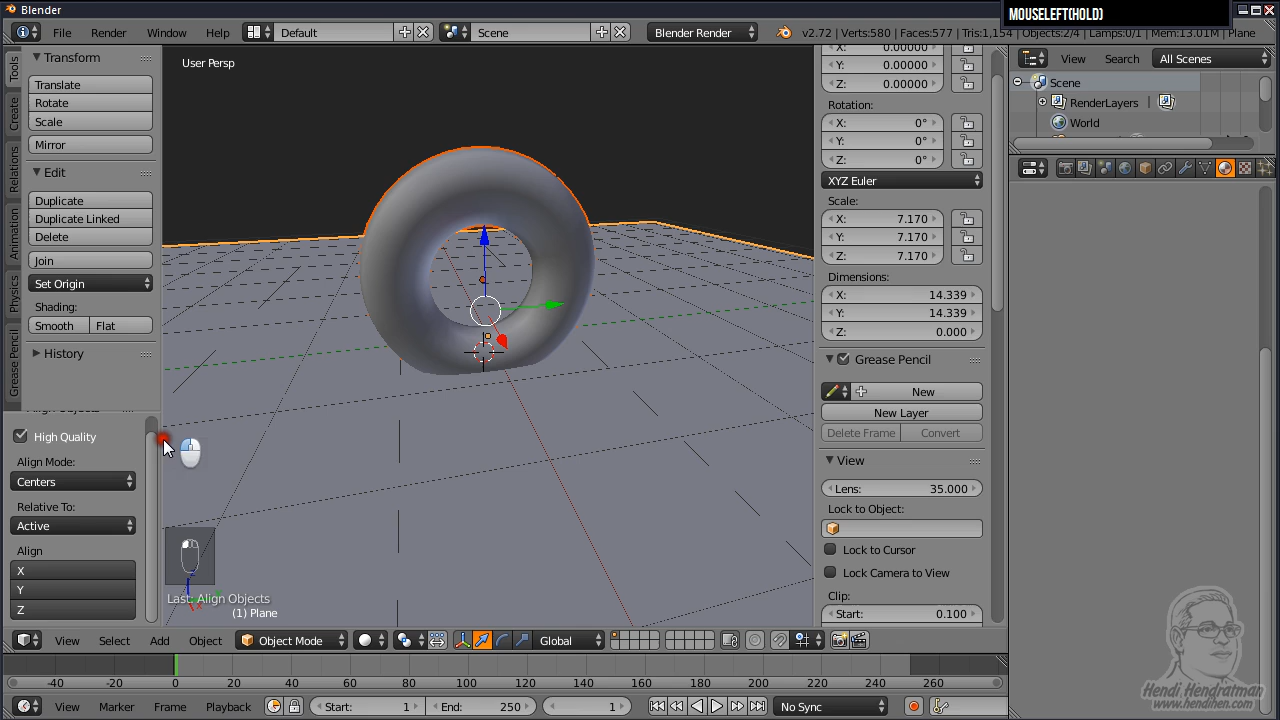 Blender
MOUSELEFT(HOLD)
File
Render
Window
Help
Default
Scene
Blender Render
v2.72 | Verts:580 | Faces:577 | Tris:1,154 | Objects:2/4 | Lamps:0/1 | Mem:13.01M | Plane
Tools
Create
Relations
Animation
Physics
Grease Pencil
Transform
Translate
Rotate
Scale
Mirror
Edit
Duplicate
Duplicate Linked
Delete
Join
Set Origin
Shading:
Smooth
Flat
History
Align Objects
High Quality
Align Mode:
Centers
Relative To:
Active
Align
X
Y
Z
User Persp
Last: Align Objects
(1) Plane
X: 0.00000
Y: 0.00000
Z: 0.00000
Rotation:
X: 0°
Y: 0°
Z: 0°
XYZ Euler
Scale:
X: 7.170
Y: 7.170
Z: 7.170
Dimensions:
X: 14.339
Y: 14.339
Z: 0.000
Grease Pencil
New
New Layer
Delete Frame
Convert
View
Lens: 35.000
Lock to Object:
Lock to Cursor
Lock Camera to View
Clip:
Start: 0.100
View
Search
All Scenes
Scene
RenderLayers
World
View
Select
Add
Object
Object Mode
Global
-40 -20 0 20 40 60 80 100 120 140 160 180 200 220 240 260
View
Marker
Frame
Playback
Start: 1
End: 250
1
No Sync
Hendi Hendratman
www.hendihen.com